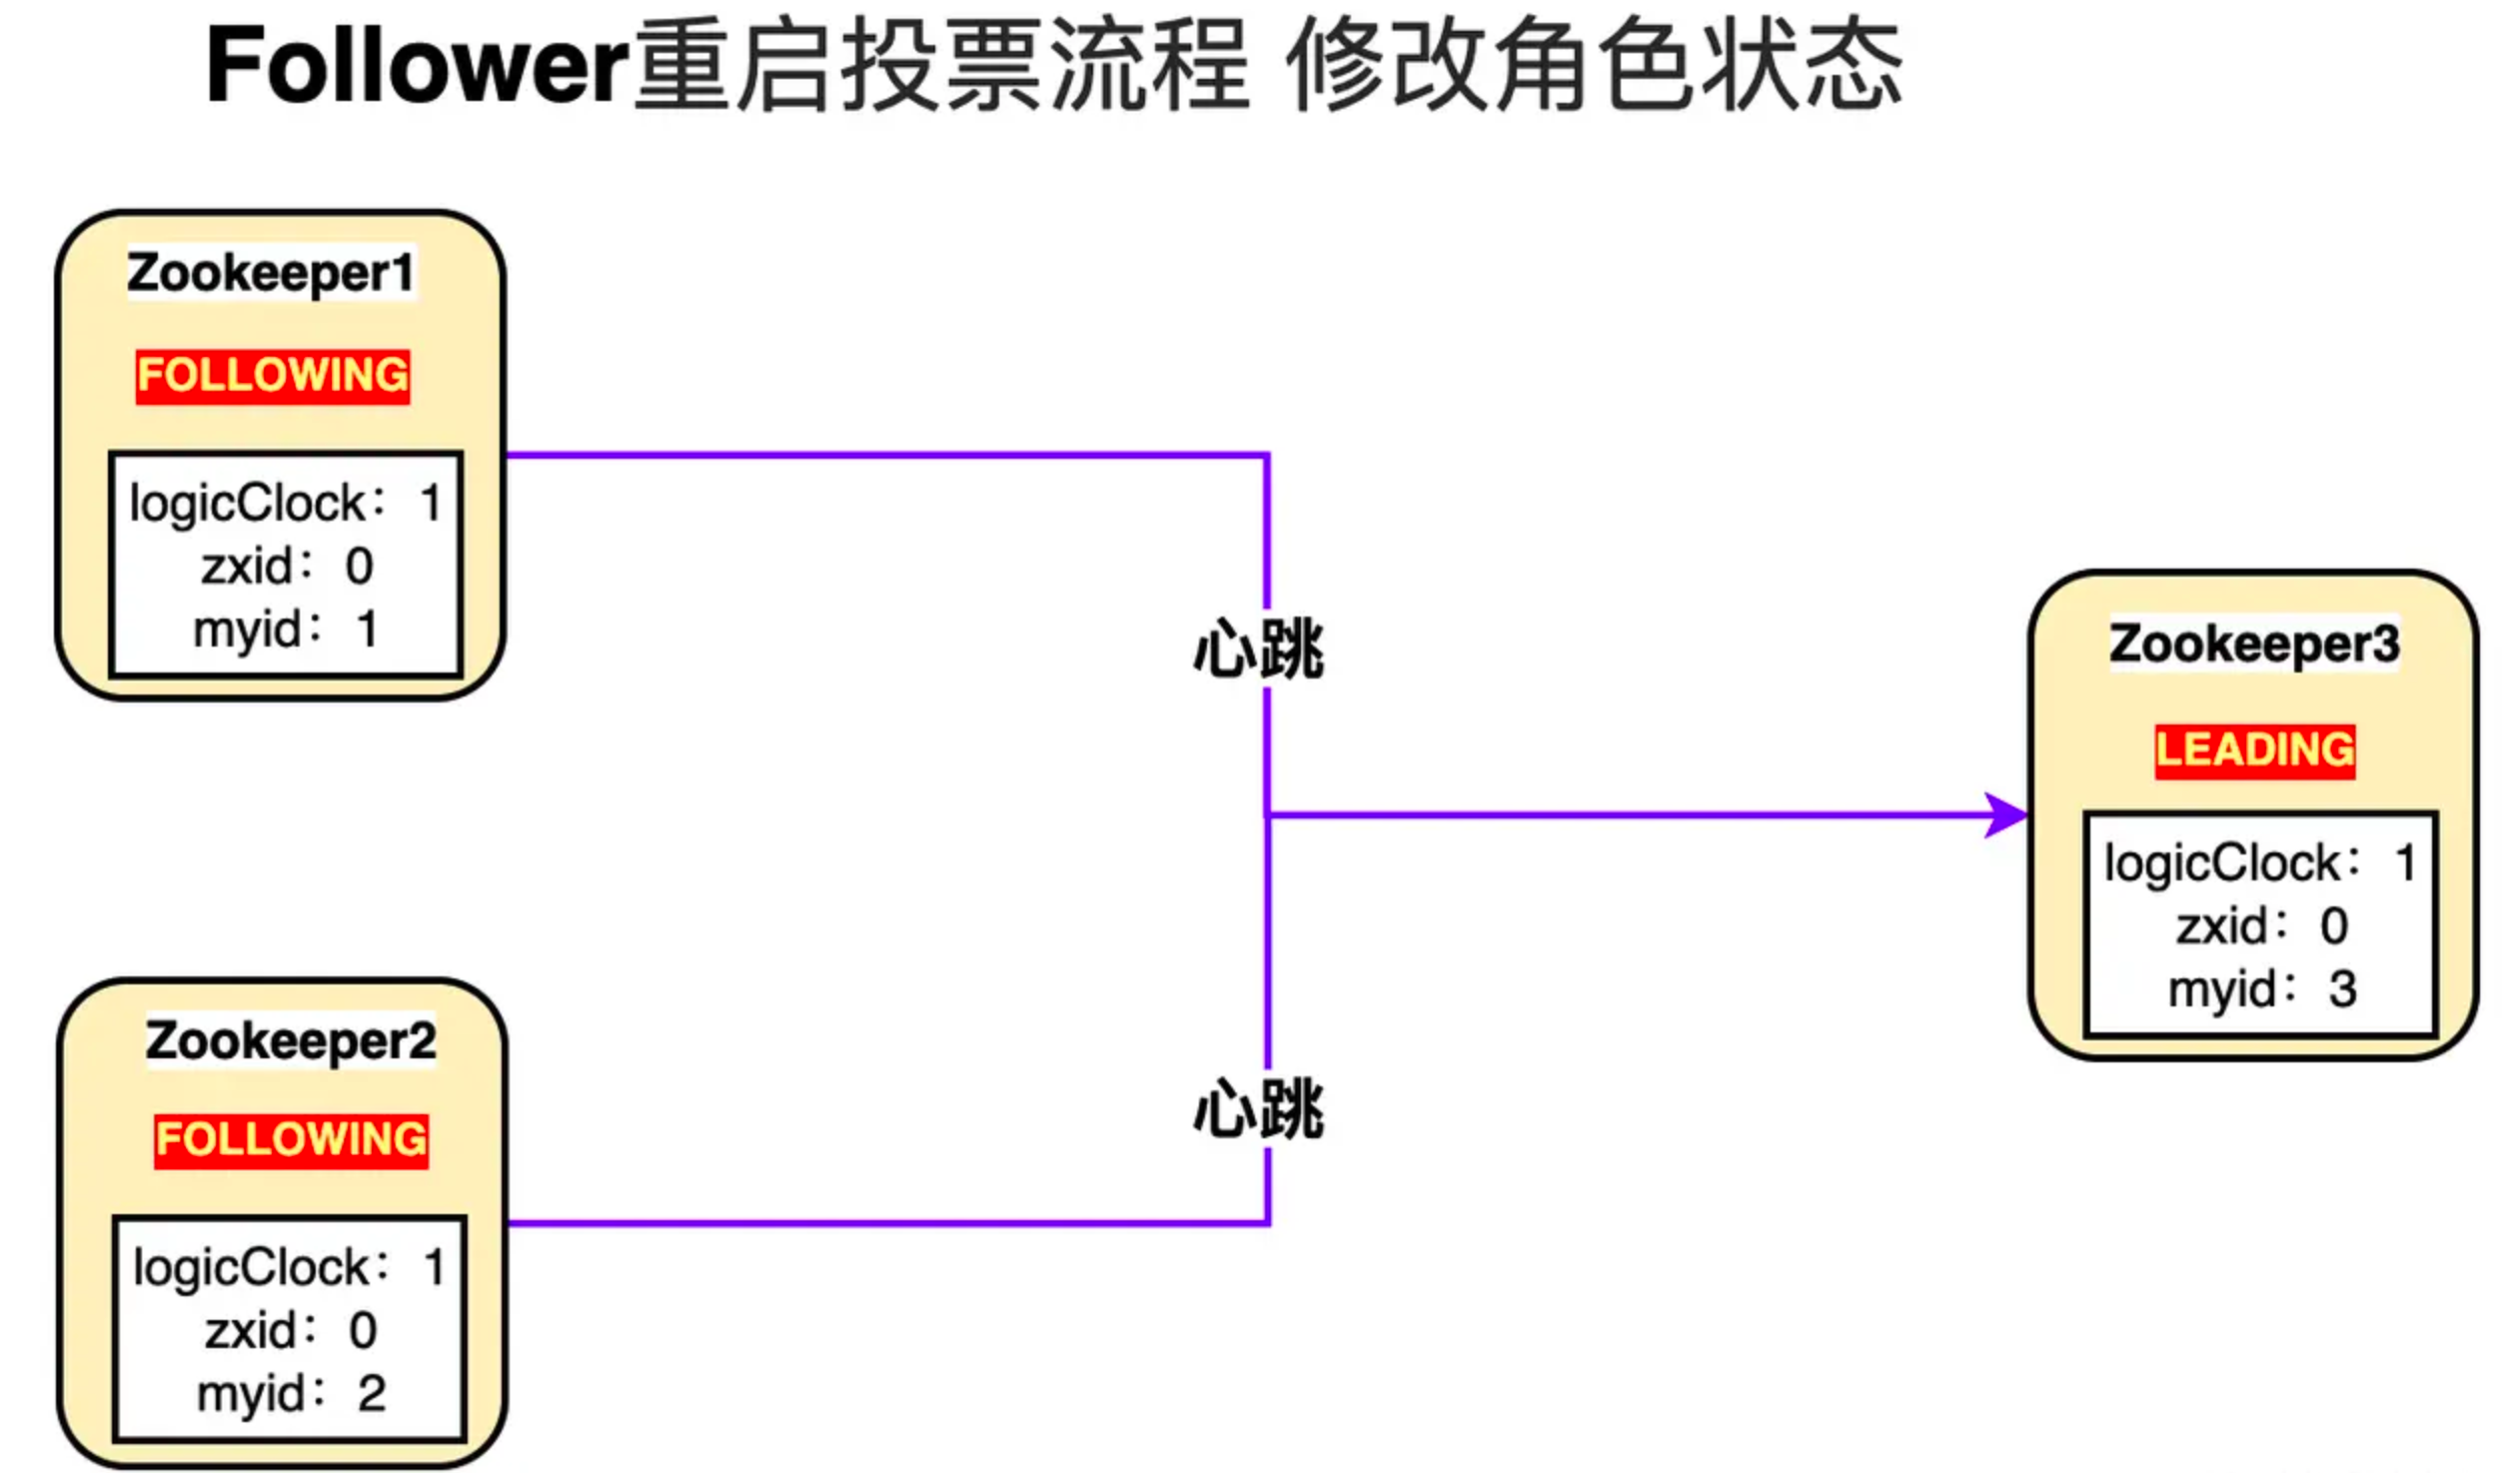 Follower重启投票流程 修改角色状态
Zookeeper1
FOLLOWING
logicClock： 1
zxid： 0
myid： 1
心跳
Zookeeper3
LEADING
logicClock： 1
zxid： 0
myid： 3
Zookeeper2
FOLLOWING
logicClock： 1
zxid： 0
myid： 2
心跳